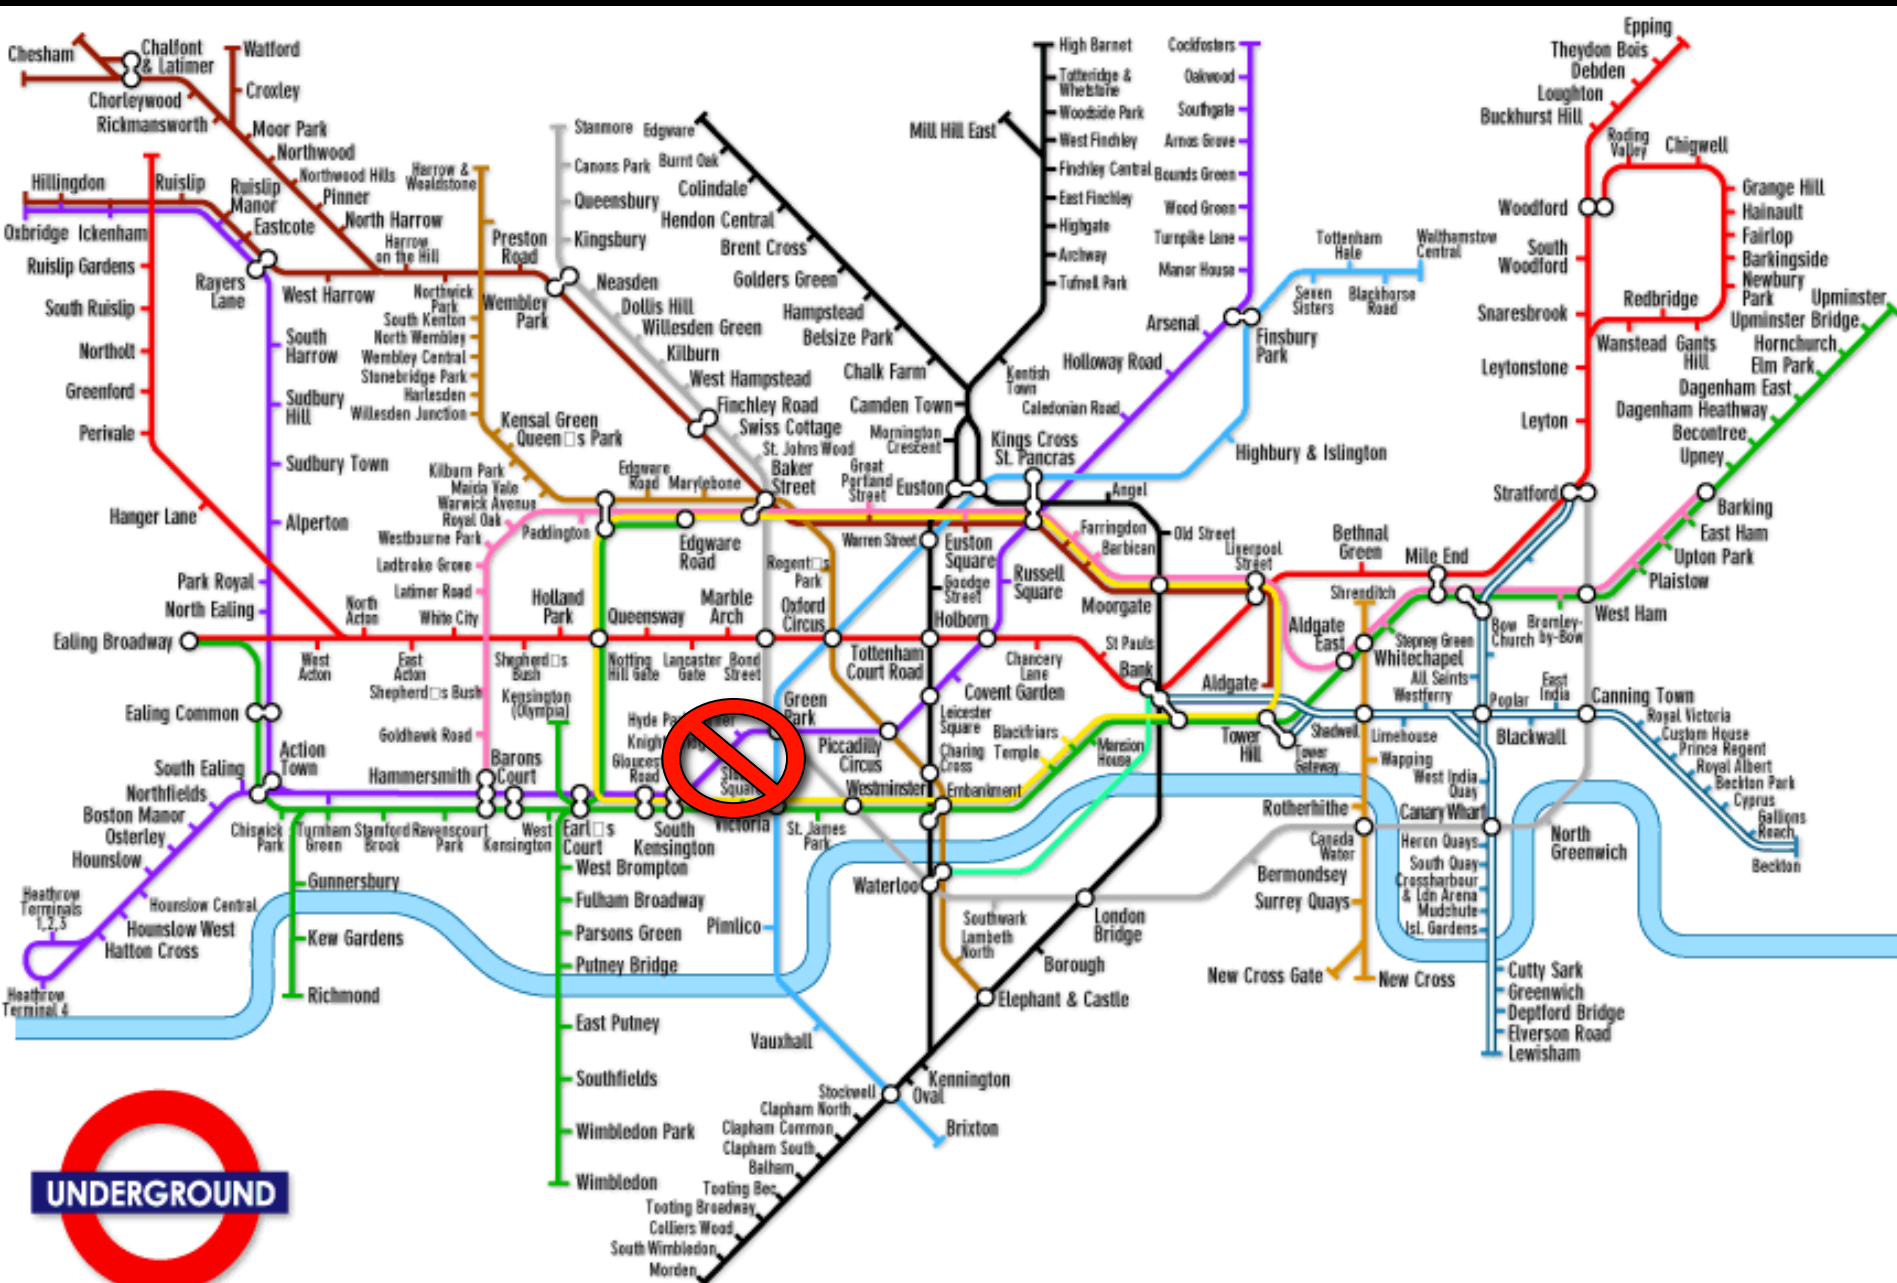 Chesham
Chalfont
& Latimer
Watford
Croxley
Chorleywood
Rickmansworth
Moor Park
Northwood
Northwood Hills
Pinner
North Harrow
Harrow
on the Hill
Hillingdon
Ruislip
Ruislip
Manor
Eastcote
Oxbridge
Ickenham
Ruislip Gardens
South Ruislip
Northolt
Greenford
Perivale
Hanger Lane
Rayers
Lane
West Harrow
South
Harrow
Sudbury
Hill
Sudbury Town
Alperton
Park Royal
North Ealing
Ealing Broadway
Ealing Common
South Ealing
Northfields
Boston Manor
Osterley
Hounslow
Hounslow Central
Hounslow West
Hatton Cross
Heathrow
Terminals
1,2,3
Heathrow
Terminal 4
Action
Town
Harrow &
Wealdstone
Preston
Road
Northwick
Park
South Kenton
North Wembley
Wembley Central
Stonebridge Park
Harlesden
Willesden Junction
Wembley
Park
Kensal Green
Queen□s Park
Kilburn Park
Maida Vale
Warwick Avenue
Royal Oak
Westbourne Park
Ladbroke Grove
Latimer Road
White City
Shepherd□s Bush
Goldhawk Road
Hammersmith
Barons
Court
Stanmore
Canons Park
Queensbury
Kingsbury
Neasden
Dollis Hill
Willesden Green
Kilburn
West Hampstead
Finchley Road
Swiss Cottage
St. Johns Wood
Baker
Street
Edgware
Road
Marylebone
Paddington
Edgware
Road
Great
Portland
Street
Edgware
Burnt Oak
Colindale
Hendon Central
Brent Cross
Golders Green
Hampstead
Belsize Park
Chalk Farm
Camden Town
Mornington
Crescent
Euston
Mill Hill East
High Barnet
Totteridge &
Whetstone
Woodside Park
West Finchley
Finchley Central
East Finchley
Highgate
Archway
Tufnell Park
Kentish
Town
Kings Cross
St. Pancras
Cockfosters
Oakwood
Southgate
Arnos Grove
Bounds Green
Wood Green
Turnpike Lane
Manor House
Arsenal
Holloway Road
Caledonian Road
Finsbury
Park
Tottenham
Hale
Walthamstow
Central
Seven
Sisters
Blackhorse
Road
Highbury & Islington
Angel
Old Street
Farringdon
Barbican
Moorgate
Liverpool
Street
Bethnal
Green
Mile End
Shrenditch
Epping
Theydon Bois
Debden
Loughton
Buckhurst Hill
Roding
Valley
Chigwell
Grange Hill
Hainault
Fairlop
Barkingside
Newbury
Park
Woodford
South
Woodford
Snaresbrook
Redbridge
Wanstead
Gants
Hill
Leytonstone
Leyton
Stratford
Upminster
Upminster Bridge
Hornchurch
Elm Park
Dagenham East
Dagenham Heathway
Becontree
Upney
Barking
East Ham
Upton Park
Plaistow
West Ham
Bow
Church
Bromley-
by-Bow
Stepney Green
Whitechapel
Aldgate
East
Aldgate
North
Acton
West
Acton
East
Acton
Holland
Park
Shepherd□s
Bush
Kensington
(Olympia)
Queensway
Notting
Hill Gate
Lancaster
Gate
Marble
Arch
Bond
Street
Oxford
Circus
Regent□s
Park
Warren Street
Euston
Square
Goodge
Street
Russell
Square
Holborn
Tottenham
Court Road
Chancery
Lane
St Pauls
Bank
Covent Garden
Leicester
Square
Charing
Cross
Piccadilly
Circus
Green
Park
Hyde
Road
Victoria
St. James
Park
Westminster
Embankment
Temple
Blackfriars
Mansion
House
Tower
Hill
Tower
Gateway
Shadwell
Limehouse
Westferry
All Saints
Poplar
East
India
Blackwall
Canning Town
Royal Victoria
Custom House
Prince Regent
Royal Albert
Beckton Park
Cyprus
Gallions
Reach
Beckton
Wapping
Rotherhithe
Canada
Water
Surrey Quays
New Cross Gate
New Cross
West India
Quay
Canary Wharf
Heron Quays
South Quay
Crossharbour
& Ldn Arena
Mudchute
Isl. Gardens
Cutty Sark
Greenwich
Deptford Bridge
Elverson Road
Lewisham
North
Greenwich
Bermondsey
London
Bridge
Southwark
Waterloo
Lambeth
North
Borough
Elephant & Castle
Kennington
Oval
Stockwell
Brixton
Vauxhall
Pimlico
Clapham North
Clapham Common
Clapham South
Balham
Tooting Bec
Tooting Broadway
Colliers Wood
South Wimbledon
Morden
Chiswick
Park
Turnham
Green
Stamford
Brook
Ravenscourt
Park
West
Kensington
Earl□s
Court
South
Kensington
Gunnersbury
Kew Gardens
Richmond
West Brompton
Fulham Broadway
Parsons Green
Putney Bridge
East Putney
Southfields
Wimbledon Park
Wimbledon
UNDERGROUND